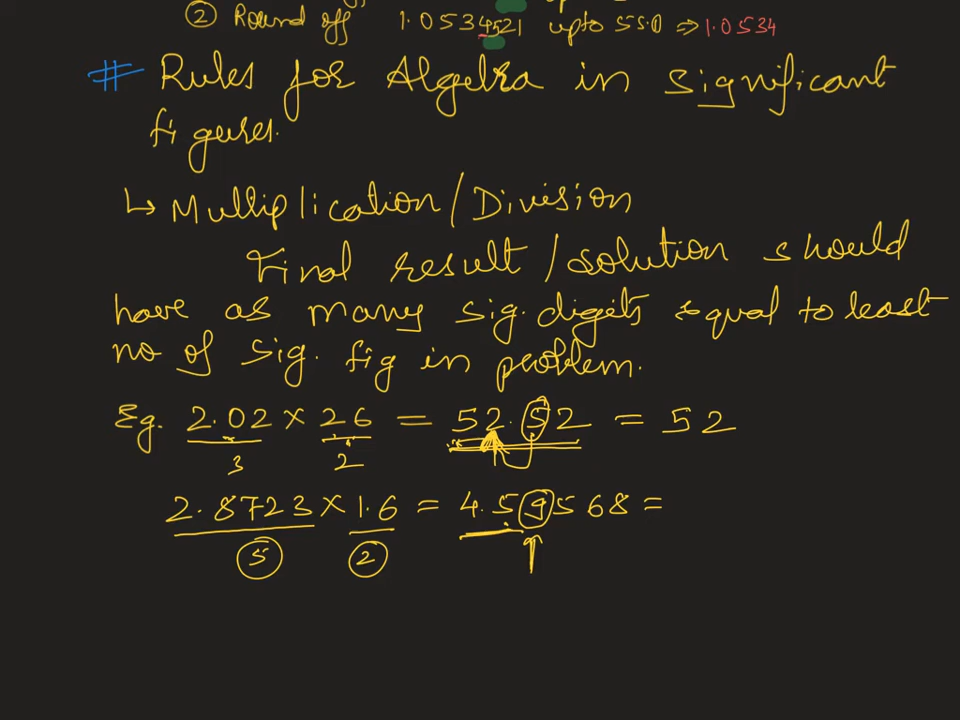 ② Round off 1.0534521 upto 5S.D ⇒ 1.0534
# Rules for Algebra in significant
figures.
↳ Multiplication/Division
Final result/solution should
have as many sig. digits equal to least
no of sig. fig in problem.
Eg. 2.02 × 26 = 52.52 = 52
3 2
2.8723 × 1.6 = 4.59568 =
5 2